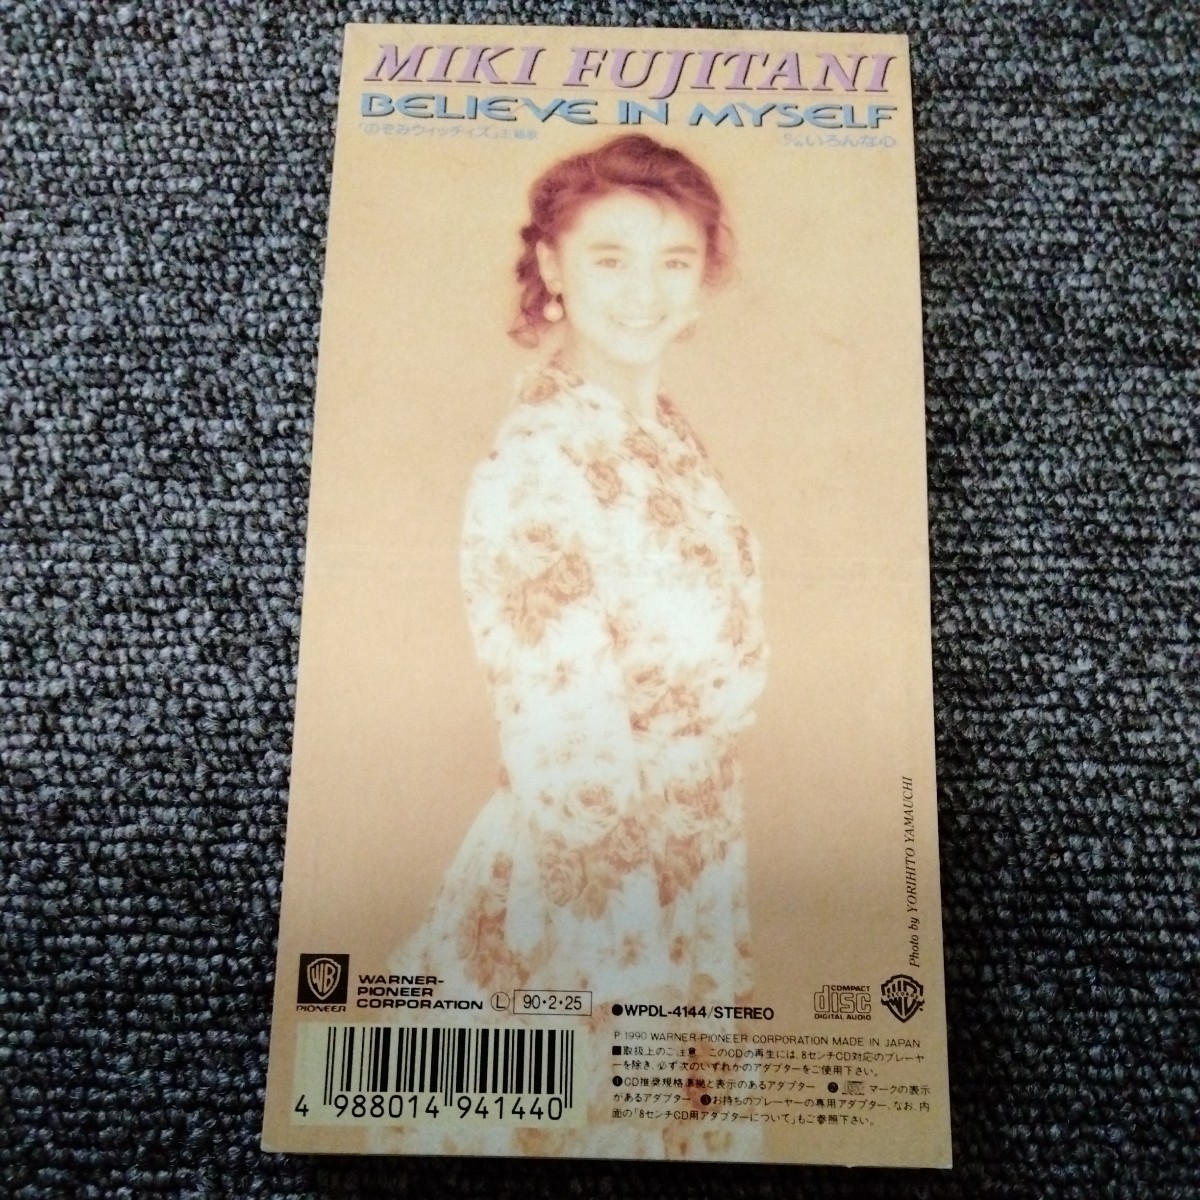 MIKI FUJITANI
BELIEVE IN MYSELF
「のぞみウィッチィズ」主題歌
C/W いろんな心
Photo by YORIHITO YAMAUCHI
WB
PIONEER
WARNER-
PIONEER
CORPORATION Ⓛ 90・2・25
●WPDL-4144/STEREO
COMPACT
disc
DIGITAL AUDIO
P 1990 WARNER-PIONEER CORPORATION MADE IN JAPAN
■取扱上のご注意 このCDの再生には、8センチCD対応のプレーヤ
ーを除き、必ず次のいずれかのアダプターをご使用下さい。
❶CD推奨規格準拠と表示のあるアダプター ❷ マークの表示
があるアダプター ❸お持ちのプレーヤーの専用アダプター、なお、内
面の「8センチCD用アダプターについて」もご参照下さい。
4 988014 941440